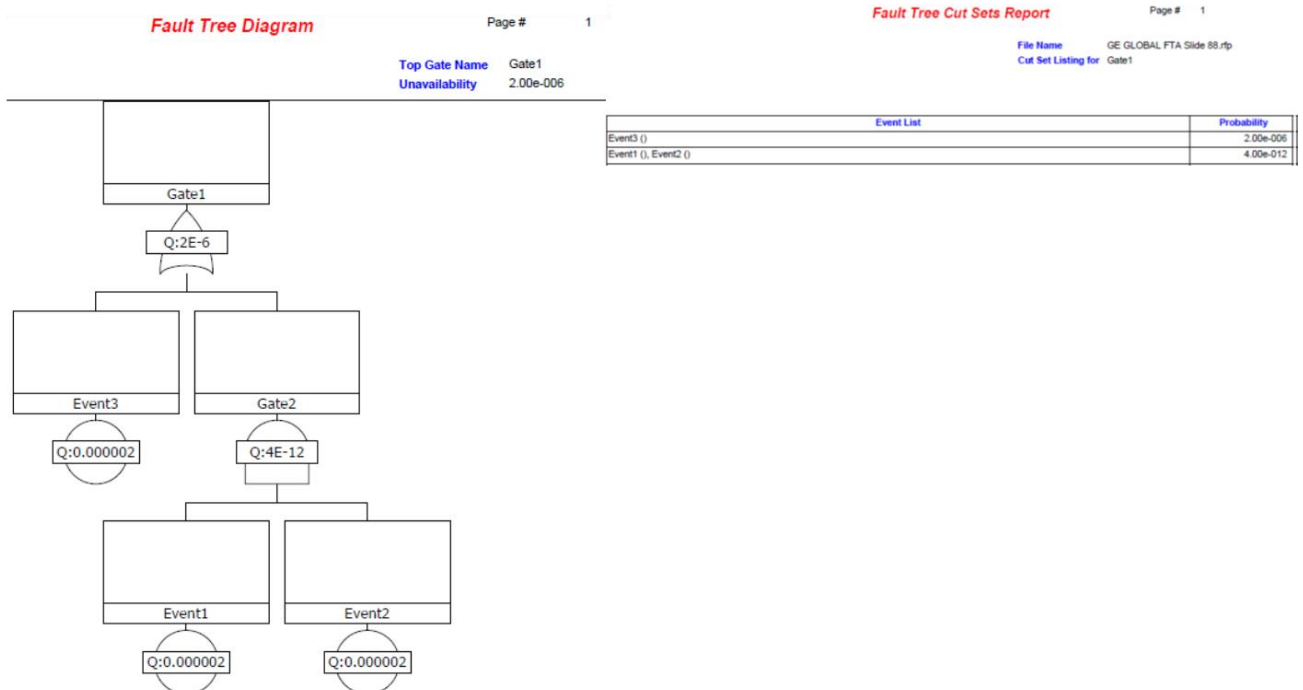 Fault Tree Diagram
Page # 1
Top Gate Name Gate1
Unavailability 2.00e-006
Gate1
Q:2E-6
Event3 Gate2
Q:0.000002 Q:4E-12
Event1 Event2
Q:0.000002 Q:0.000002
Fault Tree Cut Sets Report
Page # 1
File Name GE GLOBAL FTA Slide 88.rfp
Cut Set Listing for Gate1
Event List Probability
Event3 () 2.00e-006
Event1 (), Event2 () 4.00e-012